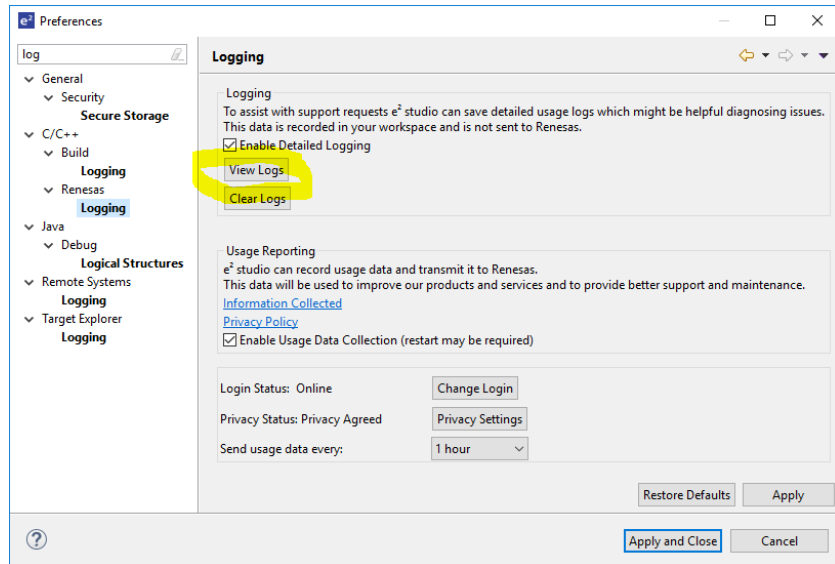 e² Preferences
log
General
Security
Secure Storage
C/C++
Build
Logging
Renesas
Logging
Java
Debug
Logical Structures
Remote Systems
Logging
Target Explorer
Logging
Logging
Logging
To assist with support requests e² studio can save detailed usage logs which might be helpful diagnosing issues.
This data is recorded in your workspace and is not sent to Renesas.
Enable Detailed Logging
View Logs
Clear Logs
Usage Reporting
e² studio can record usage data and transmit it to Renesas.
This data will be used to improve our products and services and to provide better support and maintenance.
Information Collected
Privacy Policy
Enable Usage Data Collection (restart may be required)
Login Status: Online
Change Login
Privacy Status: Privacy Agreed
Privacy Settings
Send usage data every:
1 hour
Restore Defaults
Apply
?
Apply and Close
Cancel